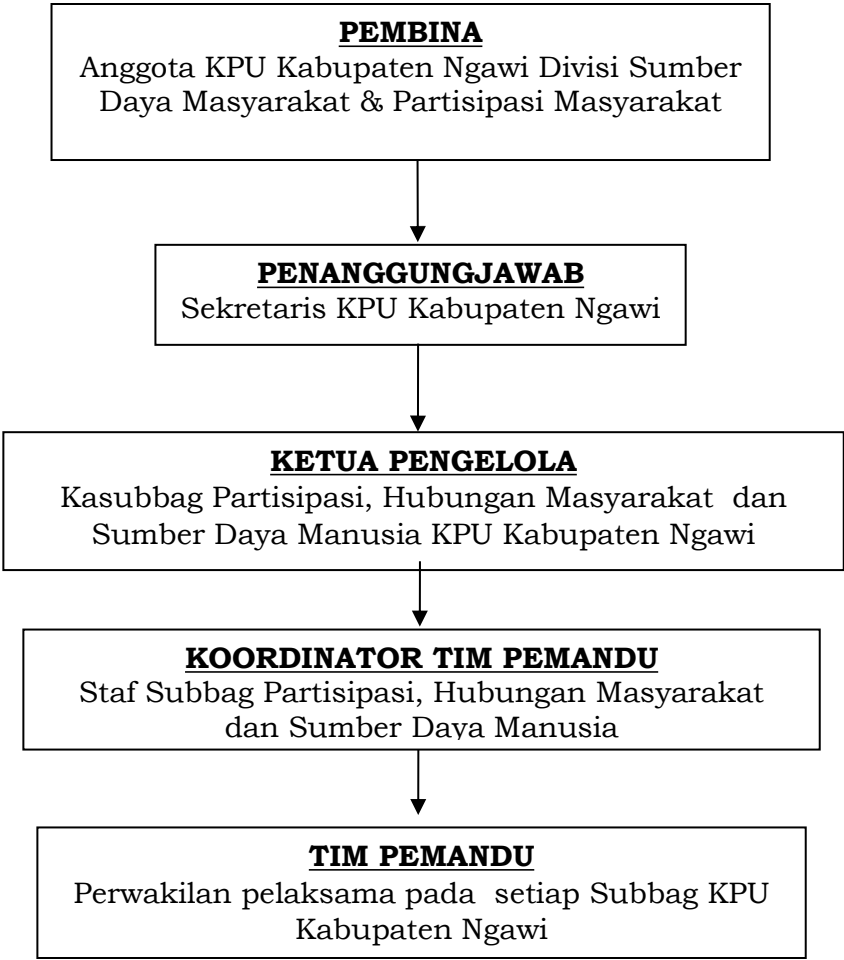 PEMBINA
Anggota KPU Kabupaten Ngawi Divisi Sumber
Daya Masyarakat & Partisipasi Masyarakat
PENANGGUNGJAWAB
Sekretaris KPU Kabupaten Ngawi
KETUA PENGELOLA
Kasubbag Partisipasi, Hubungan Masyarakat dan
Sumber Daya Manusia KPU Kabupaten Ngawi
KOORDINATOR TIM PEMANDU
Staf Subbag Partisipasi, Hubungan Masyarakat
dan Sumber Daya Manusia
TIM PEMANDU
Perwakilan pelaksama pada setiap Subbag KPU
Kabupaten Ngawi